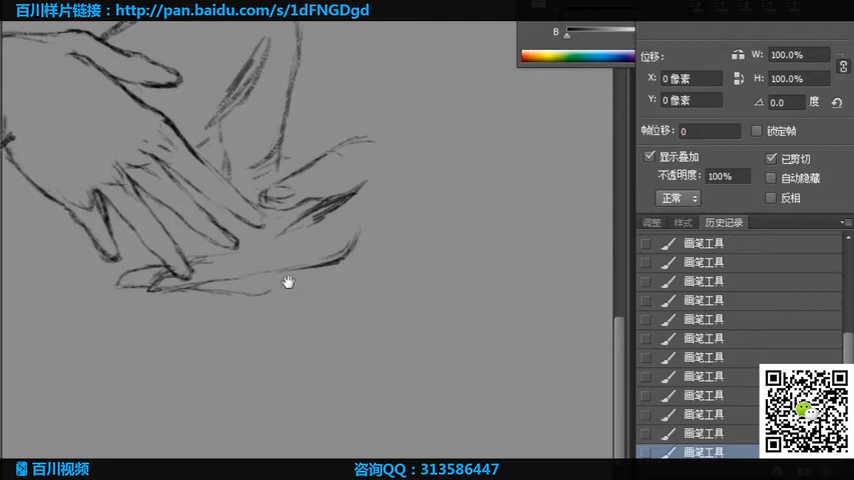 百川样片链接：http://pan.baidu.com/s/1dFNGDgd
B
位移:
W: 100.0%
X: 0 像素
H: 100.0%
Y: 0 像素
0.0 度
帧位移: 0
锁定帧
显示叠加
已剪切
不透明度: 100%
自动隐藏
正常
反相
调整 样式 历史记录
画笔工具
画笔工具
画笔工具
画笔工具
画笔工具
画笔工具
画笔工具
画笔工具
画笔工具
画笔工具
画笔工具
画笔工具
百川视频
咨询QQ：313586447